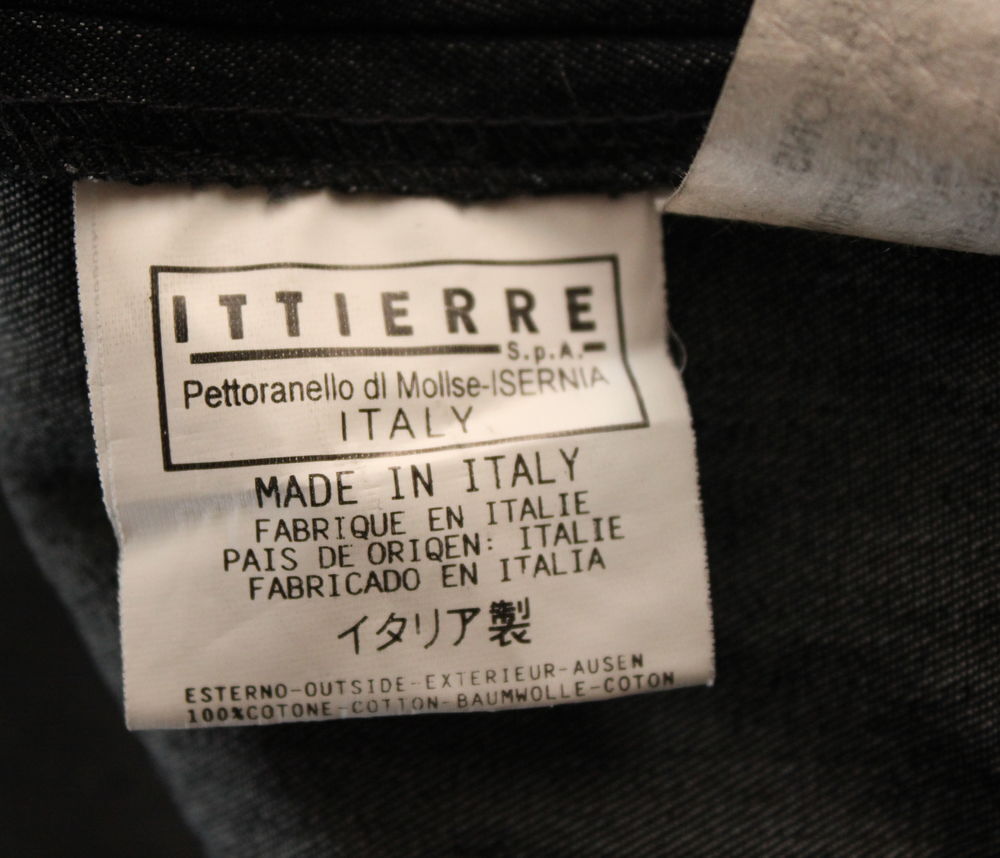 ITTIERRE
S.p.A.
Pettoranello dI MolIse-ISERNIA
ITALY
MADE IN ITALY
FABRIQUE EN ITALIE
PAIS DE ORIQEN: ITALIE
FABRICADO EN ITALIA
イタリア製
ESTERNO-OUTSIDE-EXTERIEUR-AUSEN
100%COTONE-COTTON-BAUMWOLLE-COTON